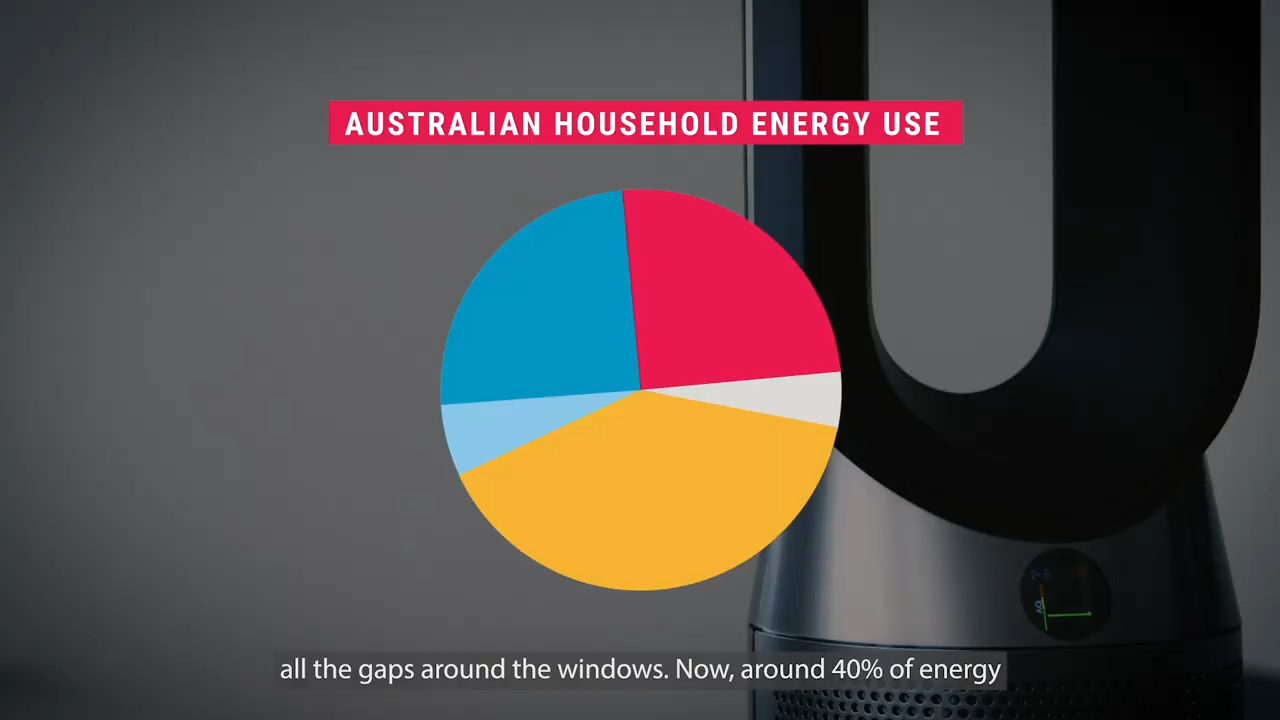 AUSTRALIAN HOUSEHOLD ENERGY USE
all the gaps around the windows. Now, around 40% of energy